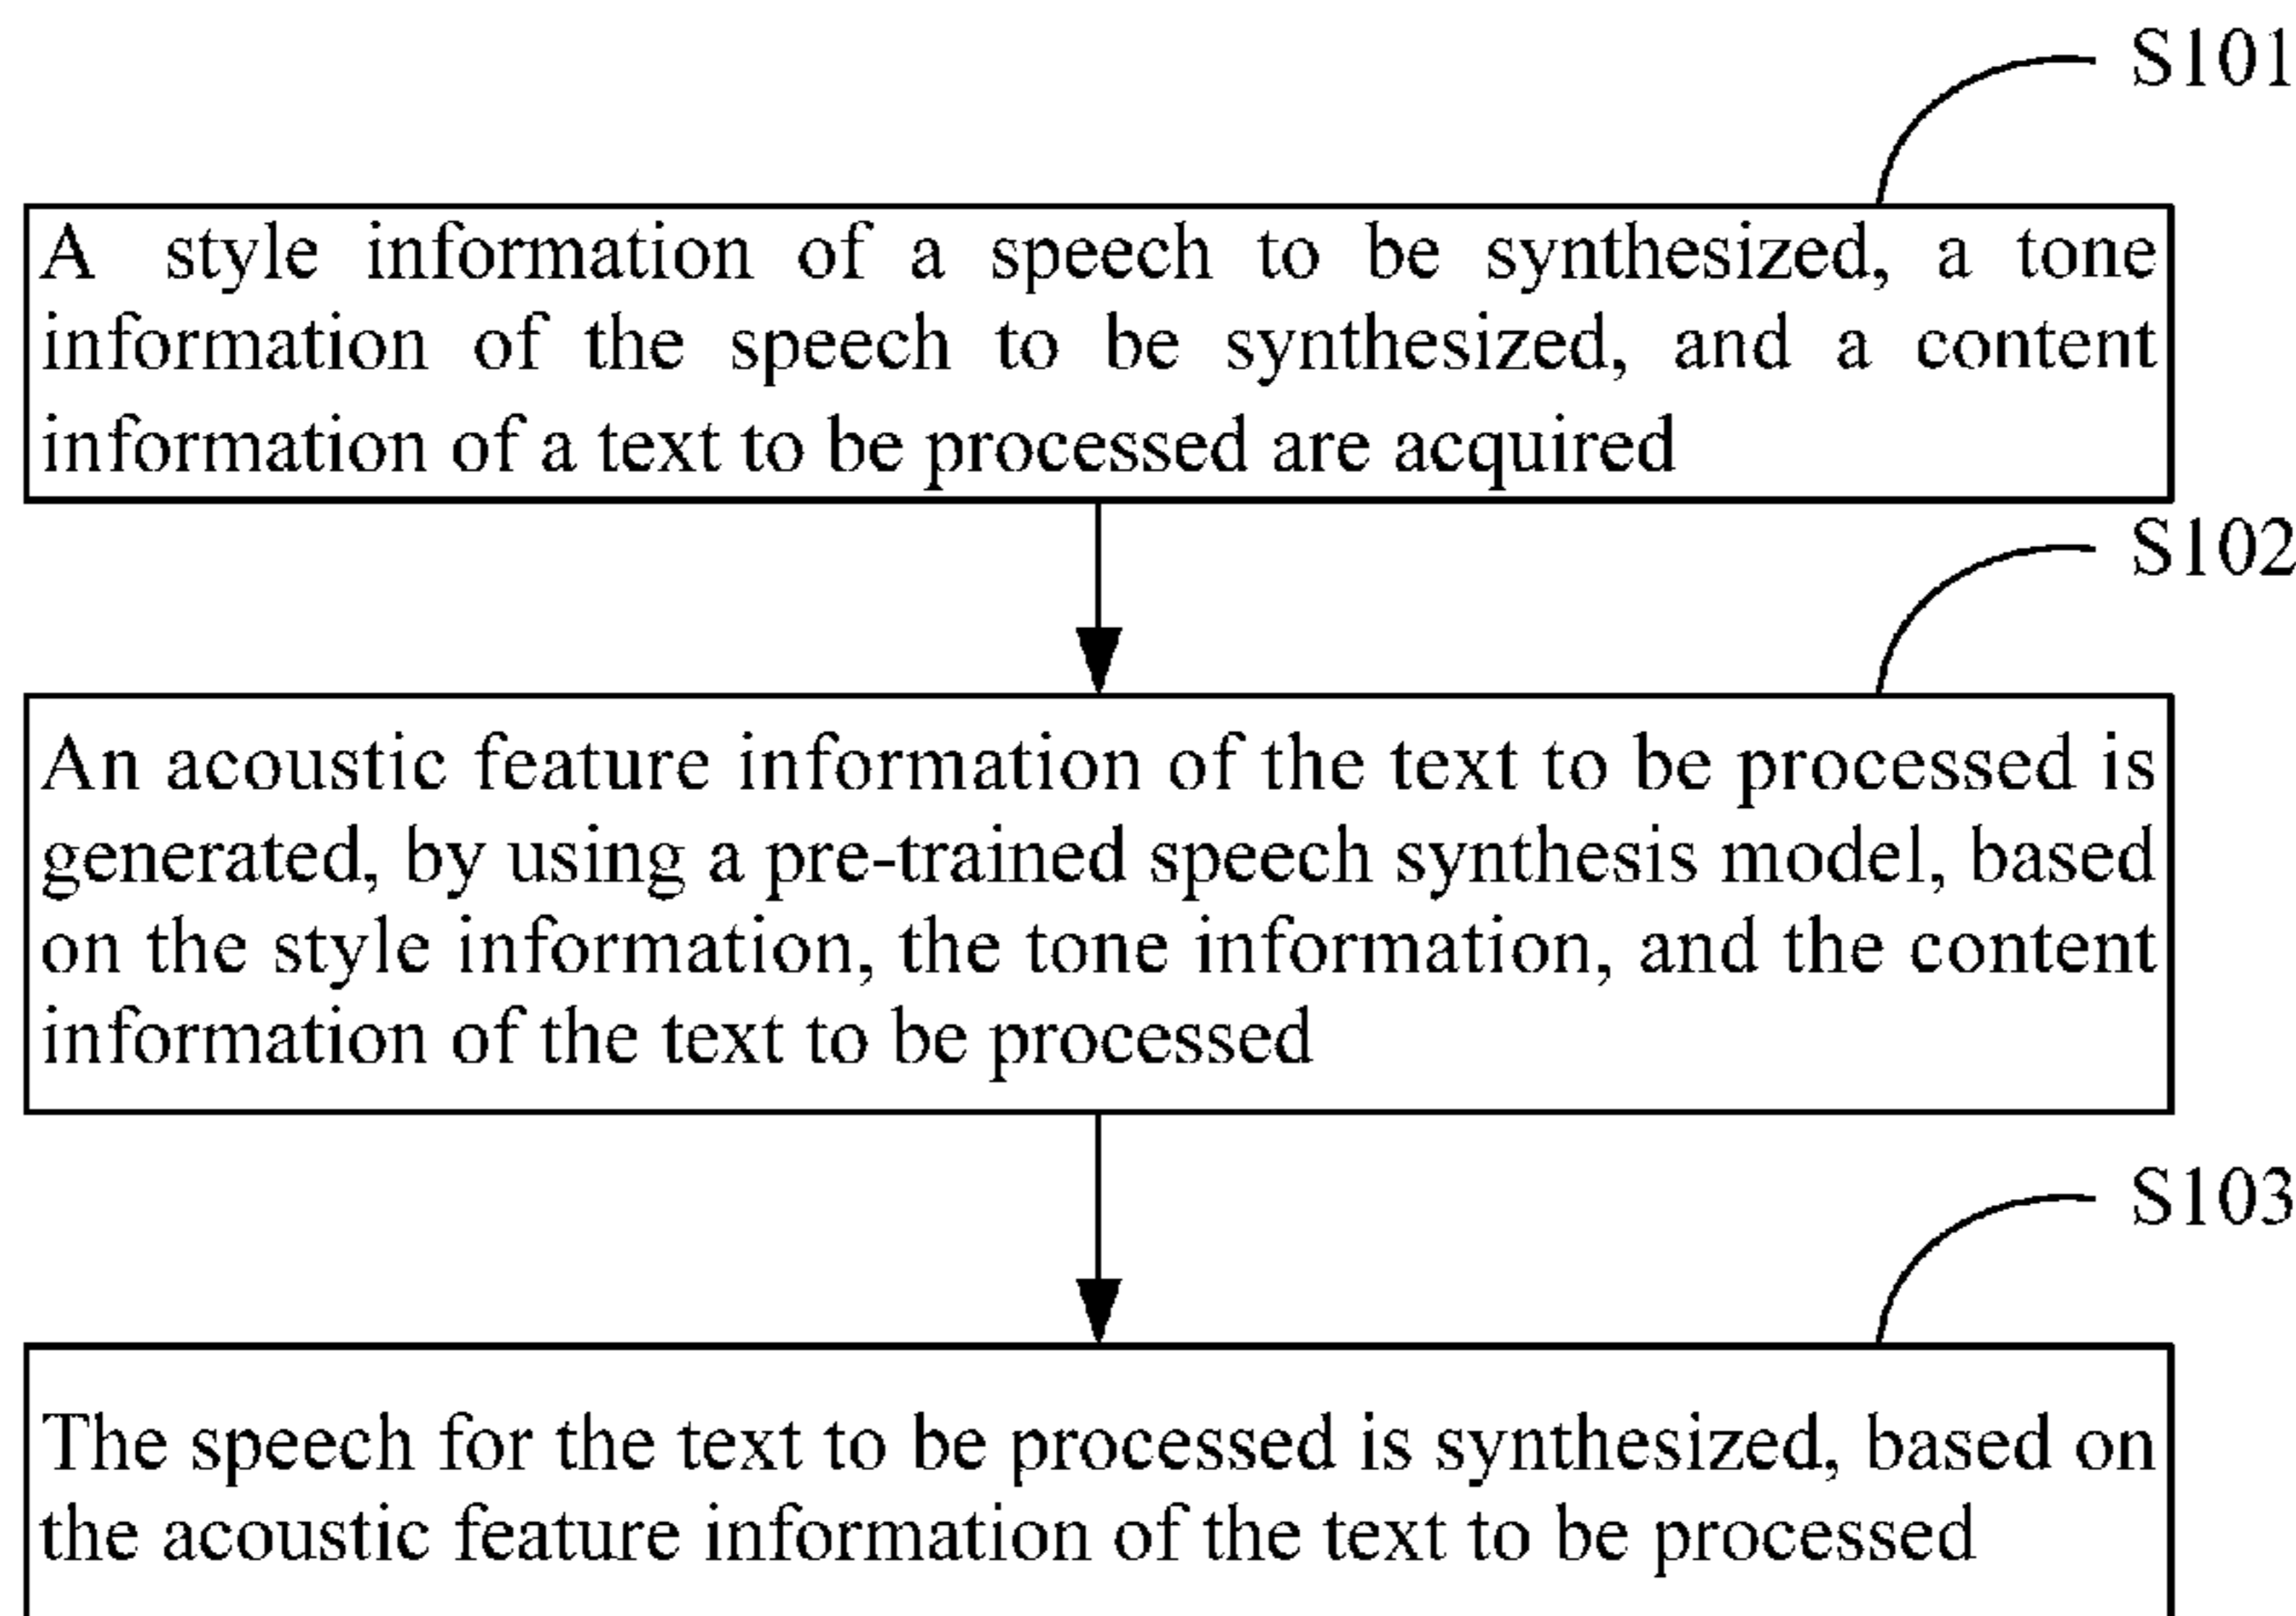 S101
A style information of a speech to be synthesized, a tone
information of the speech to be synthesized, and a content
information of a text to be processed are acquired
S102
An acoustic feature information of the text to be processed is
generated, by using a pre-trained speech synthesis model, based
on the style information, the tone information, and the content
information of the text to be processed
S103
The speech for the text to be processed is synthesized, based on
the acoustic feature information of the text to be processed